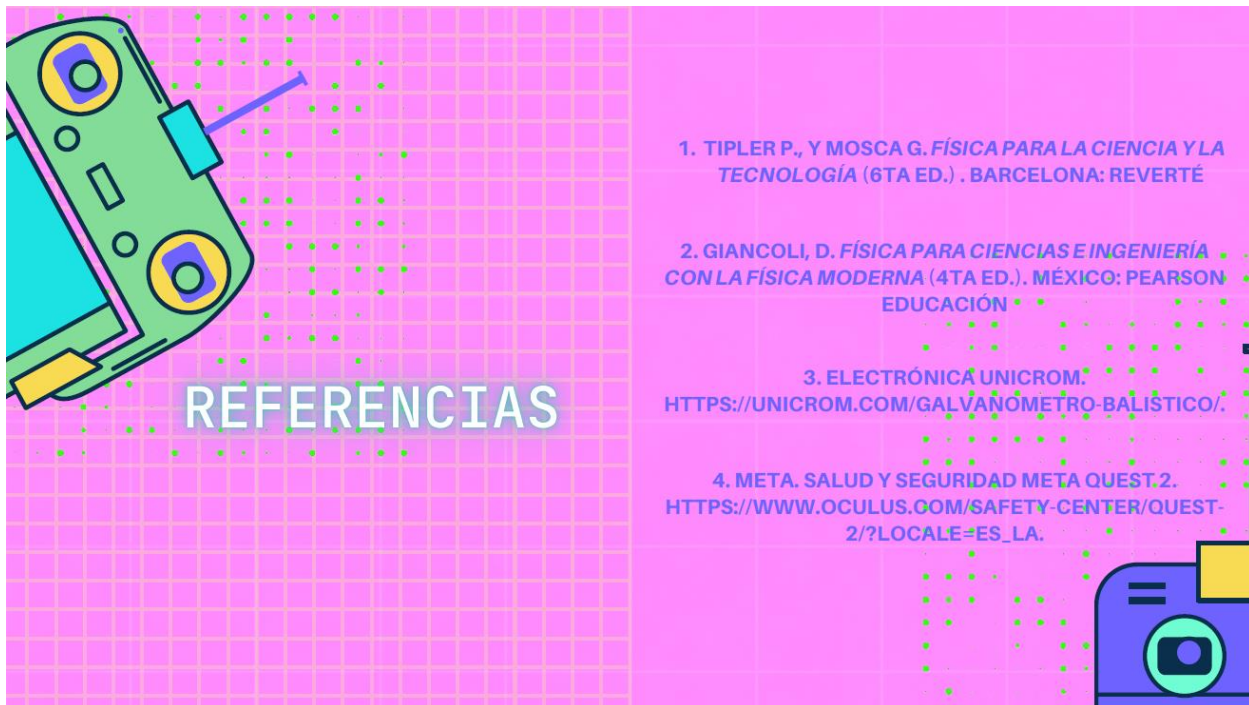 REFERENCIAS
1. TIPLER P., Y MOSCA G. FÍSICA PARA LA CIENCIA Y LA
TECNOLOGÍA (6TA ED.) . BARCELONA: REVERTÉ
2. GIANCOLI, D. FÍSICA PARA CIENCIAS E INGENIERÍA
CON LA FÍSICA MODERNA (4TA ED.). MÉXICO: PEARSON
EDUCACIÓN
3. ELECTRÓNICA UNICROM.
HTTPS://UNICROM.COM/GALVANOMETRO-BALISTICO/.
4. META. SALUD Y SEGURIDAD META QUEST 2.
HTTPS://WWW.OCULUS.COM/SAFETY-CENTER/QUEST-
2/?LOCALE=ES_LA.